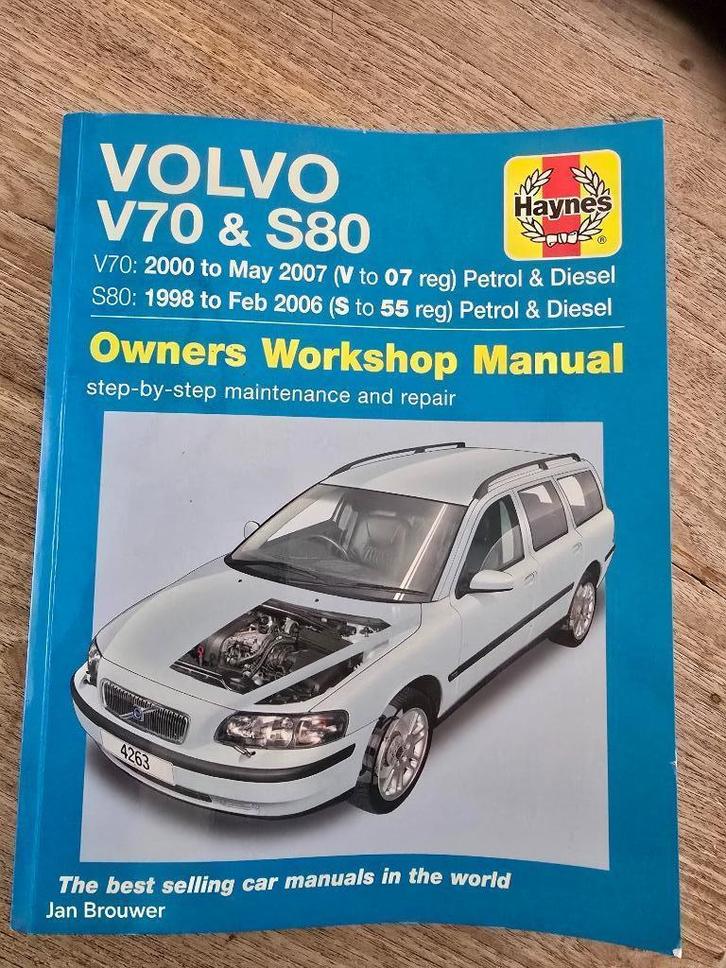 VOLVO
V70 & S80
Haynes
®
V70: 2000 to May 2007 (V to 07 reg) Petrol & Diesel
S80: 1998 to Feb 2006 (S to 55 reg) Petrol & Diesel
Owners Workshop Manual
step-by-step maintenance and repair
4263
The best selling car manuals in the world
Jan Brouwer